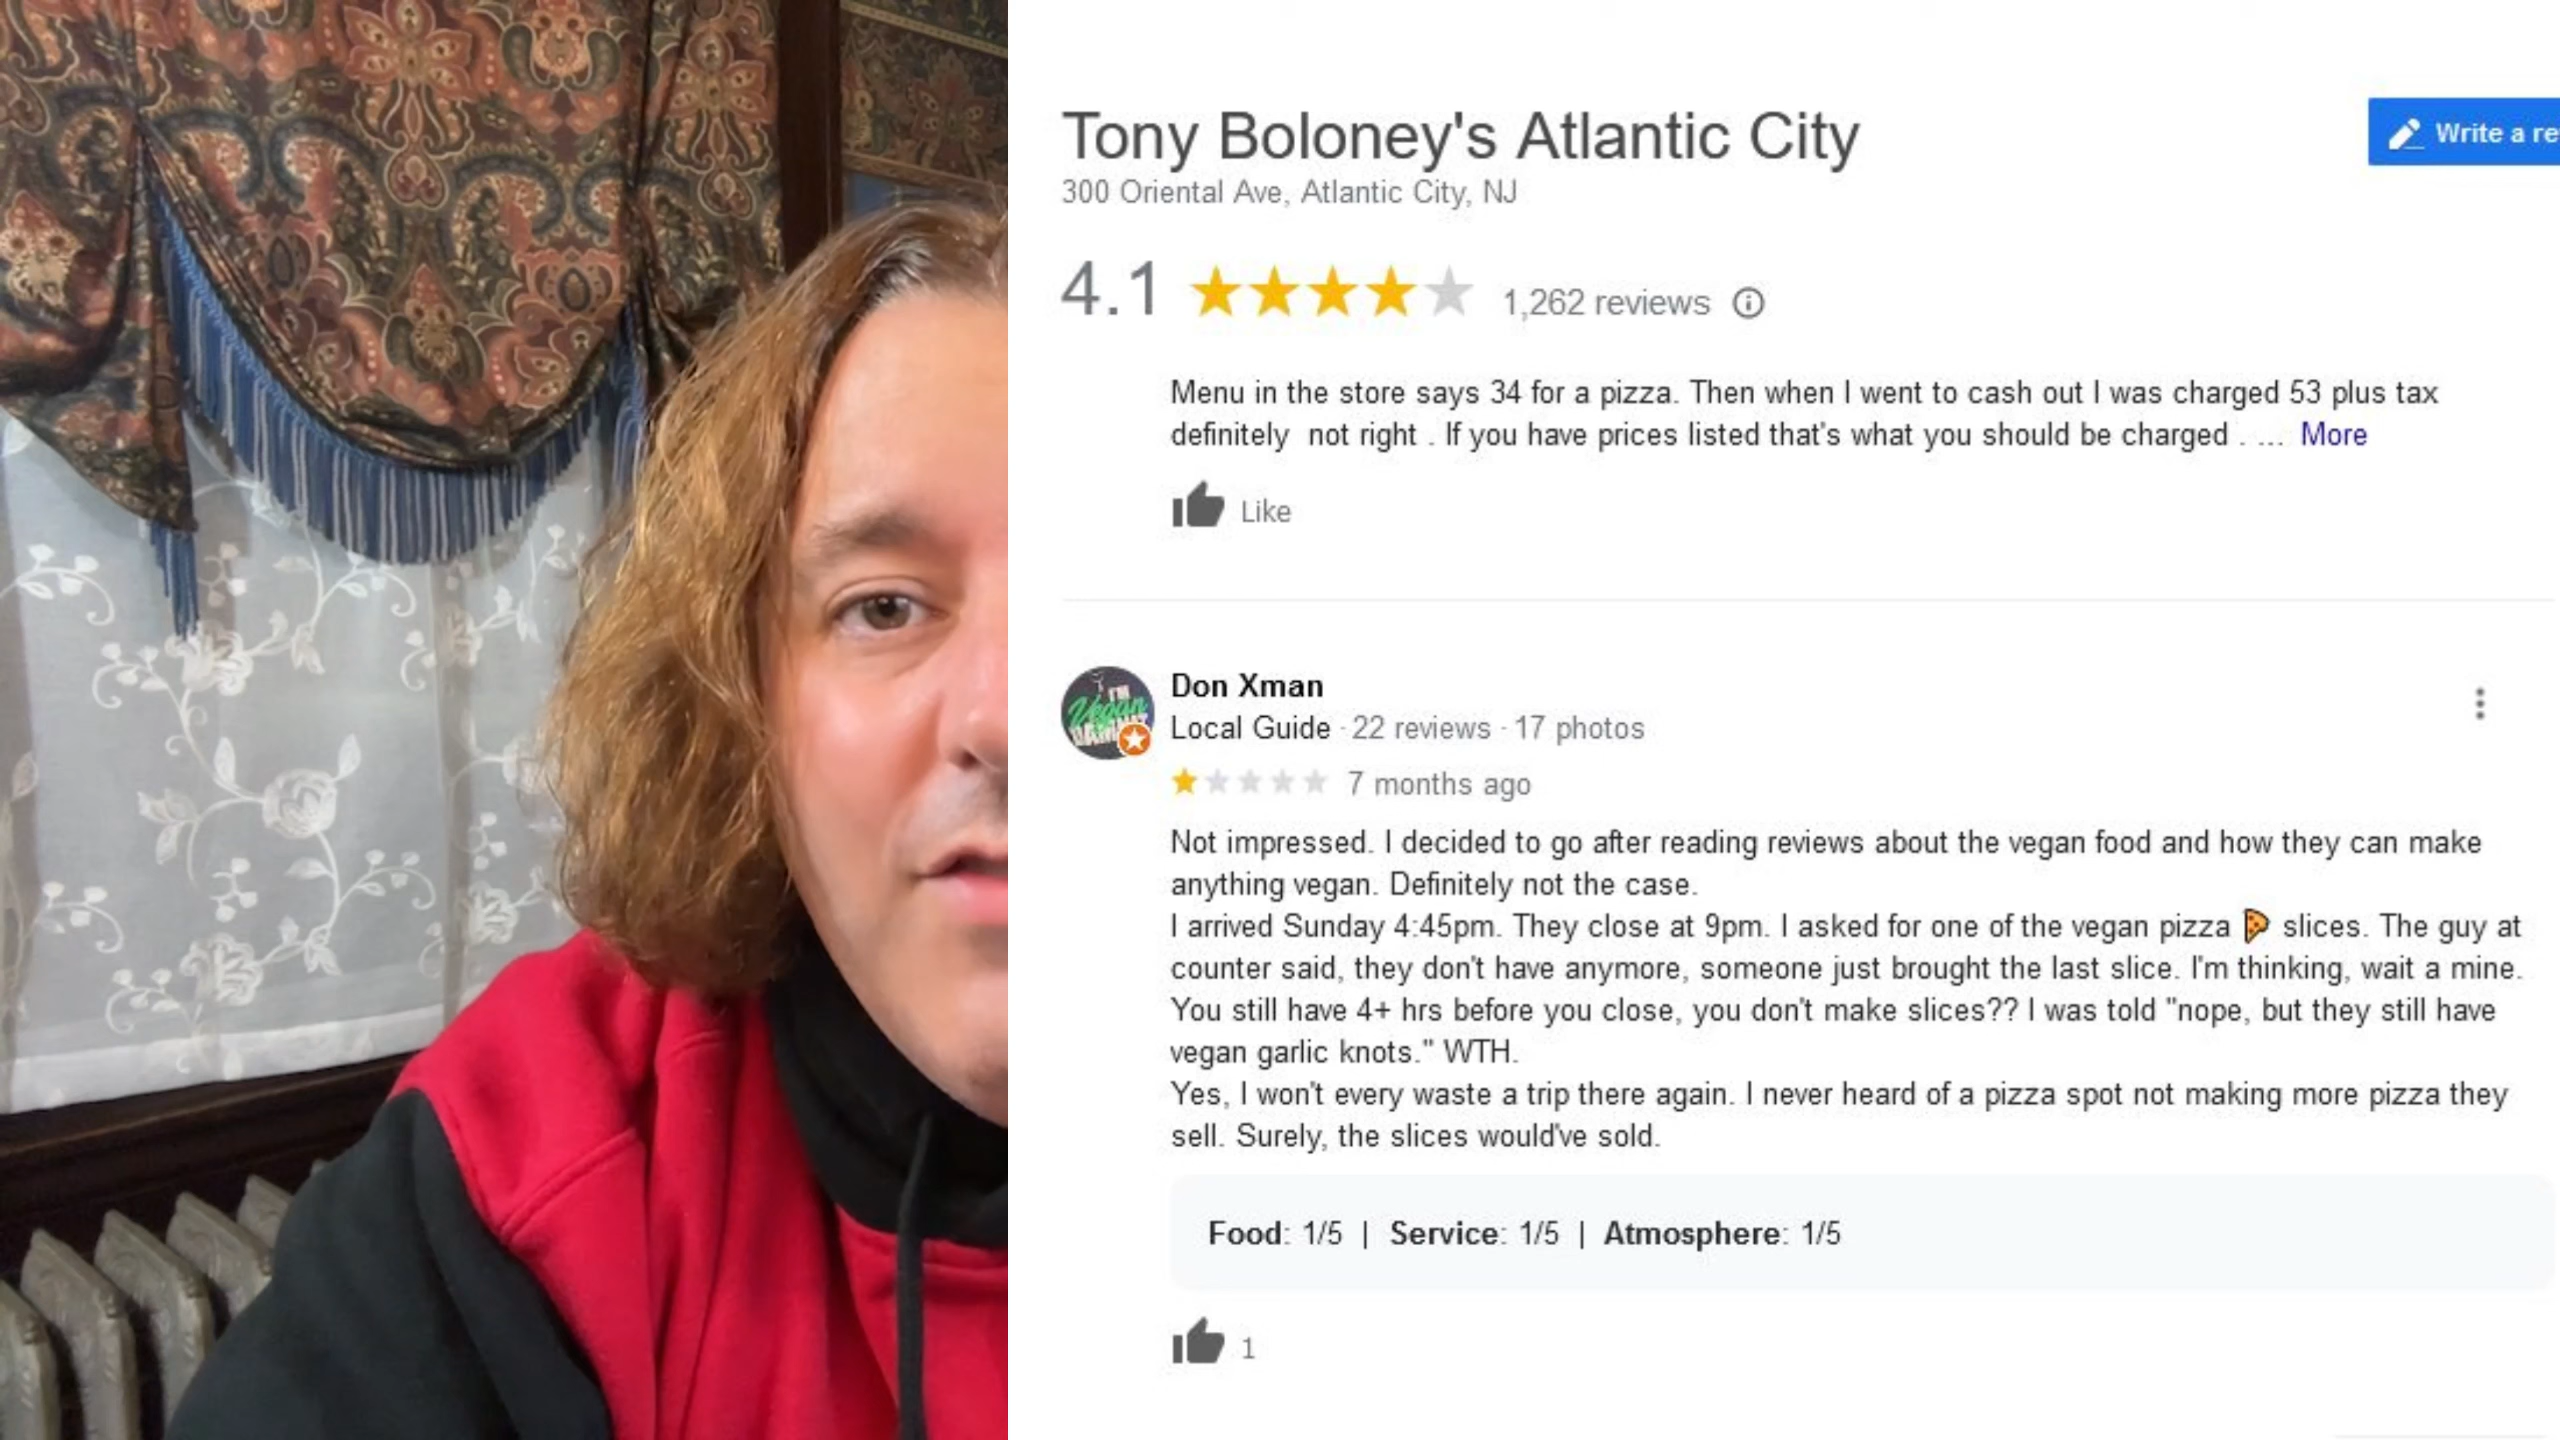 Tony Boloney's Atlantic City
Write a re
300 Oriental Ave, Atlantic City, NJ
4.1 1,262 reviews
Menu in the store says 34 for a pizza. Then when I went to cash out I was charged 53 plus tax
definitely not right . If you have prices listed that's what you should be charged . ... More
Like
Don Xman
I'M
Vegan
Local Guide · 22 reviews · 17 photos
7 months ago
Not impressed. I decided to go after reading reviews about the vegan food and how they can make
anything vegan. Definitely not the case.
I arrived Sunday 4:45pm. They close at 9pm. I asked for one of the vegan pizza 🍕 slices. The guy at
counter said, they don't have anymore, someone just brought the last slice. I'm thinking, wait a mine.
You still have 4+ hrs before you close, you don't make slices?? I was told "nope, but they still have
vegan garlic knots." WTH.
Yes, I won't every waste a trip there again. I never heard of a pizza spot not making more pizza they
sell. Surely, the slices would've sold.
Food: 1/5 | Service: 1/5 | Atmosphere: 1/5
1